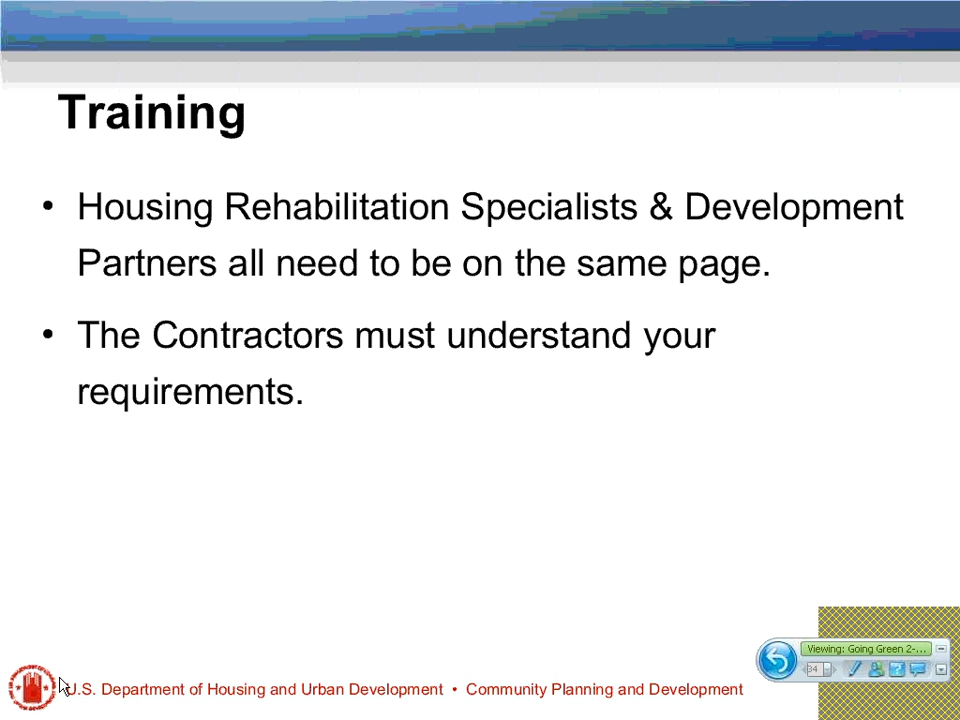 Training
• Housing Rehabilitation Specialists & Development
Partners all need to be on the same page.
• The Contractors must understand your
requirements.
Viewing: Going Green 2-...
34
U.S. Department of Housing and Urban Development • Community Planning and Development